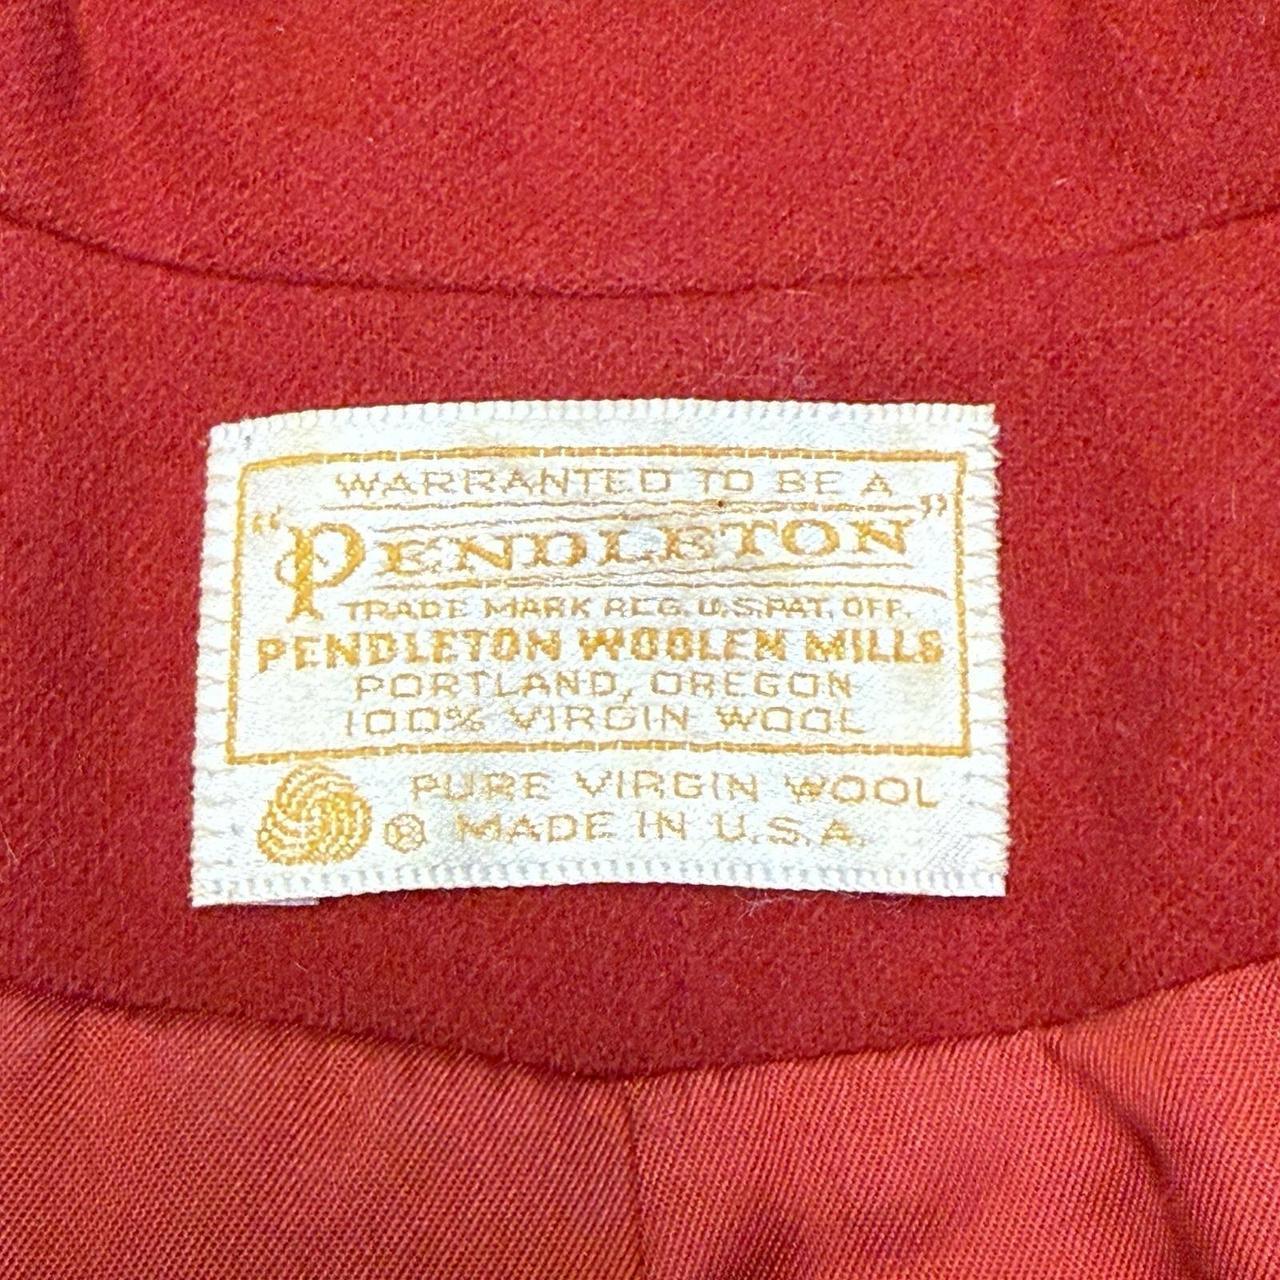 WARRANTED TO BE A
"PENDLETON"
TRADE MARK REG. U.S. PAT. OFF.
PENDLETON WOOLEN MILLS
PORTLAND, OREGON
100% VIRGIN WOOL
PURE VIRGIN WOOL
® MADE IN U.S.A.